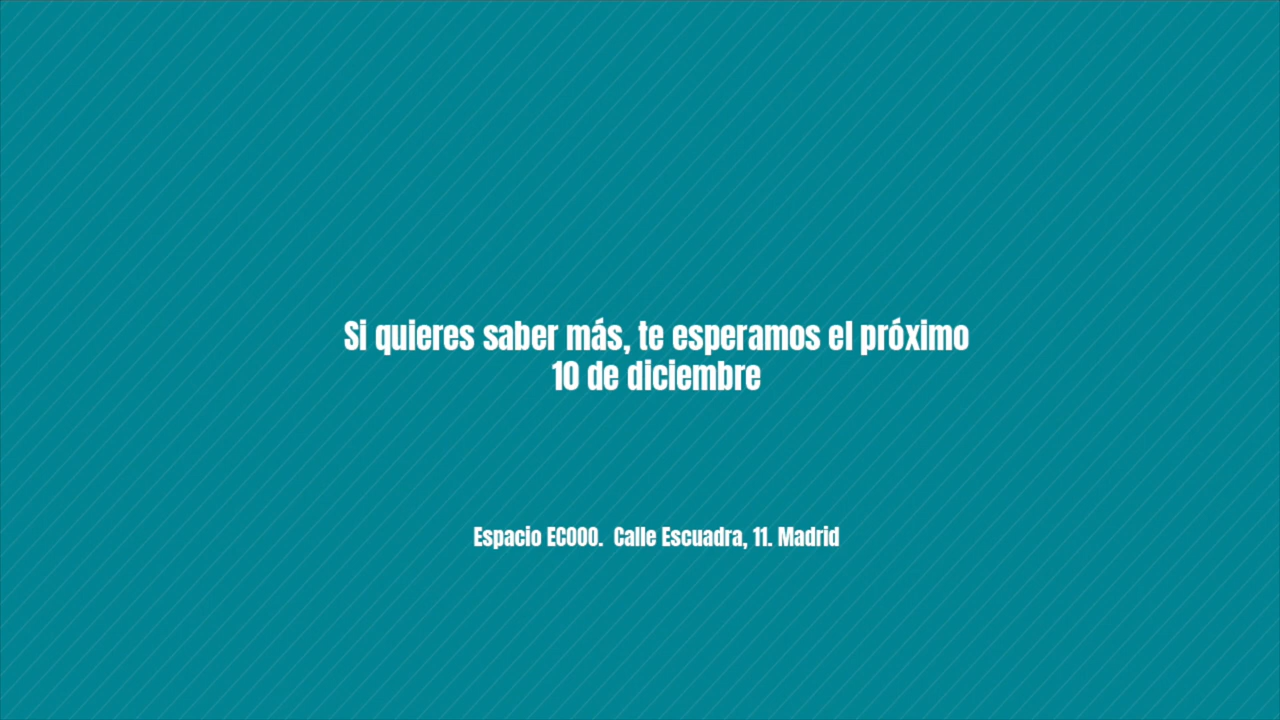 Si quieres saber más, te esperamos el próximo
10 de diciembre
Espacio ECOOO. Calle Escuadra, 11. Madrid